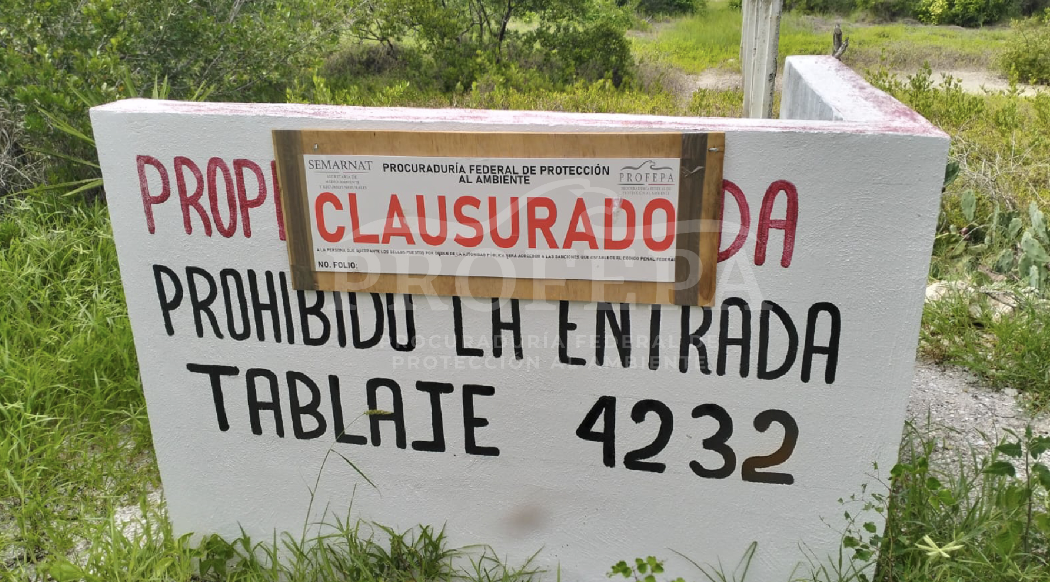 SEMARNAT
PROCURADURÍA FEDERAL DE PROTECCIÓN
AL AMBIENTE
PROFEPA
CLAUSURADO
NO. FOLIO:
PROP DA
PROHIBIDO LA ENTRADA
TABLAJE 4232
PROFEPA
PROCURADURÍA FEDERAL DE
PROTECCIÓN AL AMBIENTE